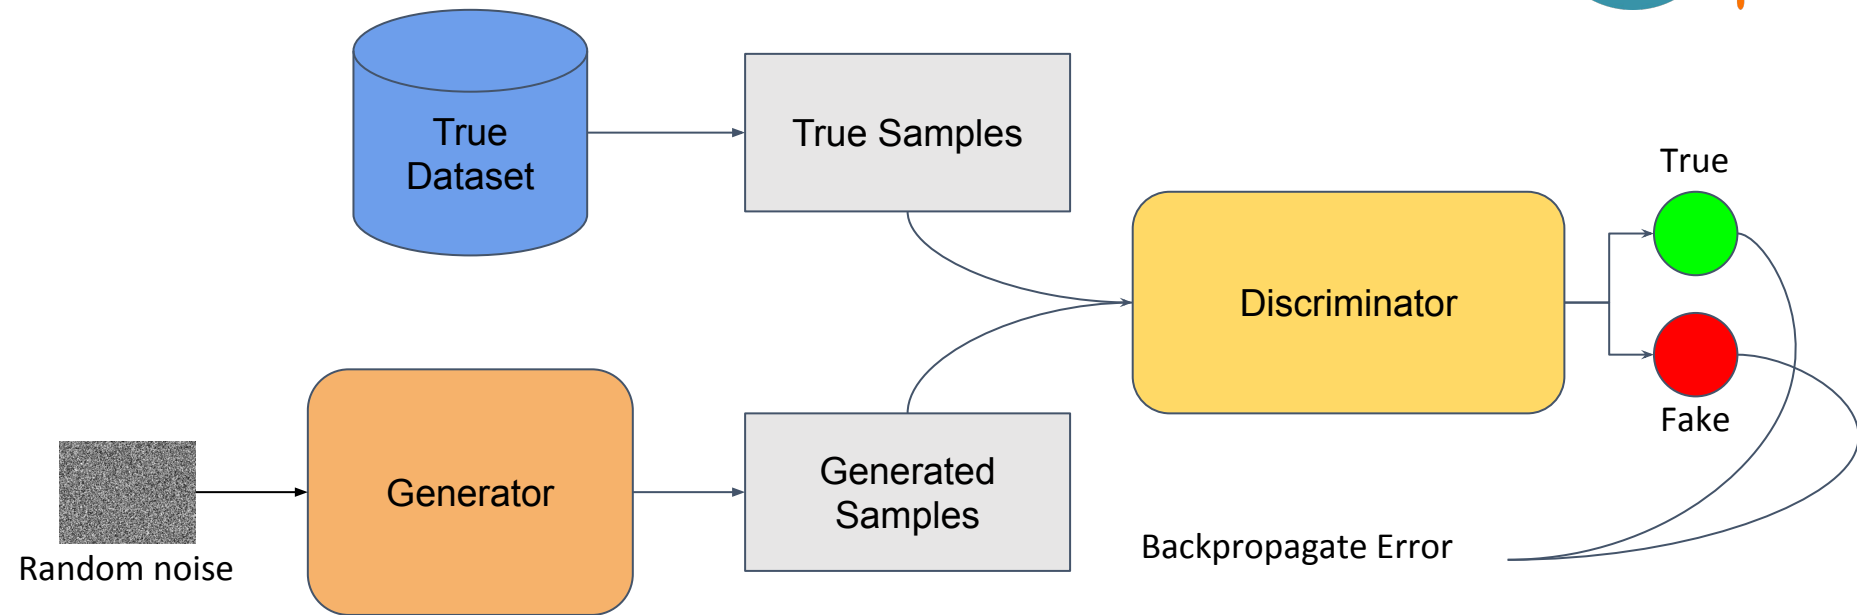 True
Dataset
True Samples
True
Discriminator
Fake
Generator
Generated
Samples
Random noise
Backpropagate Error